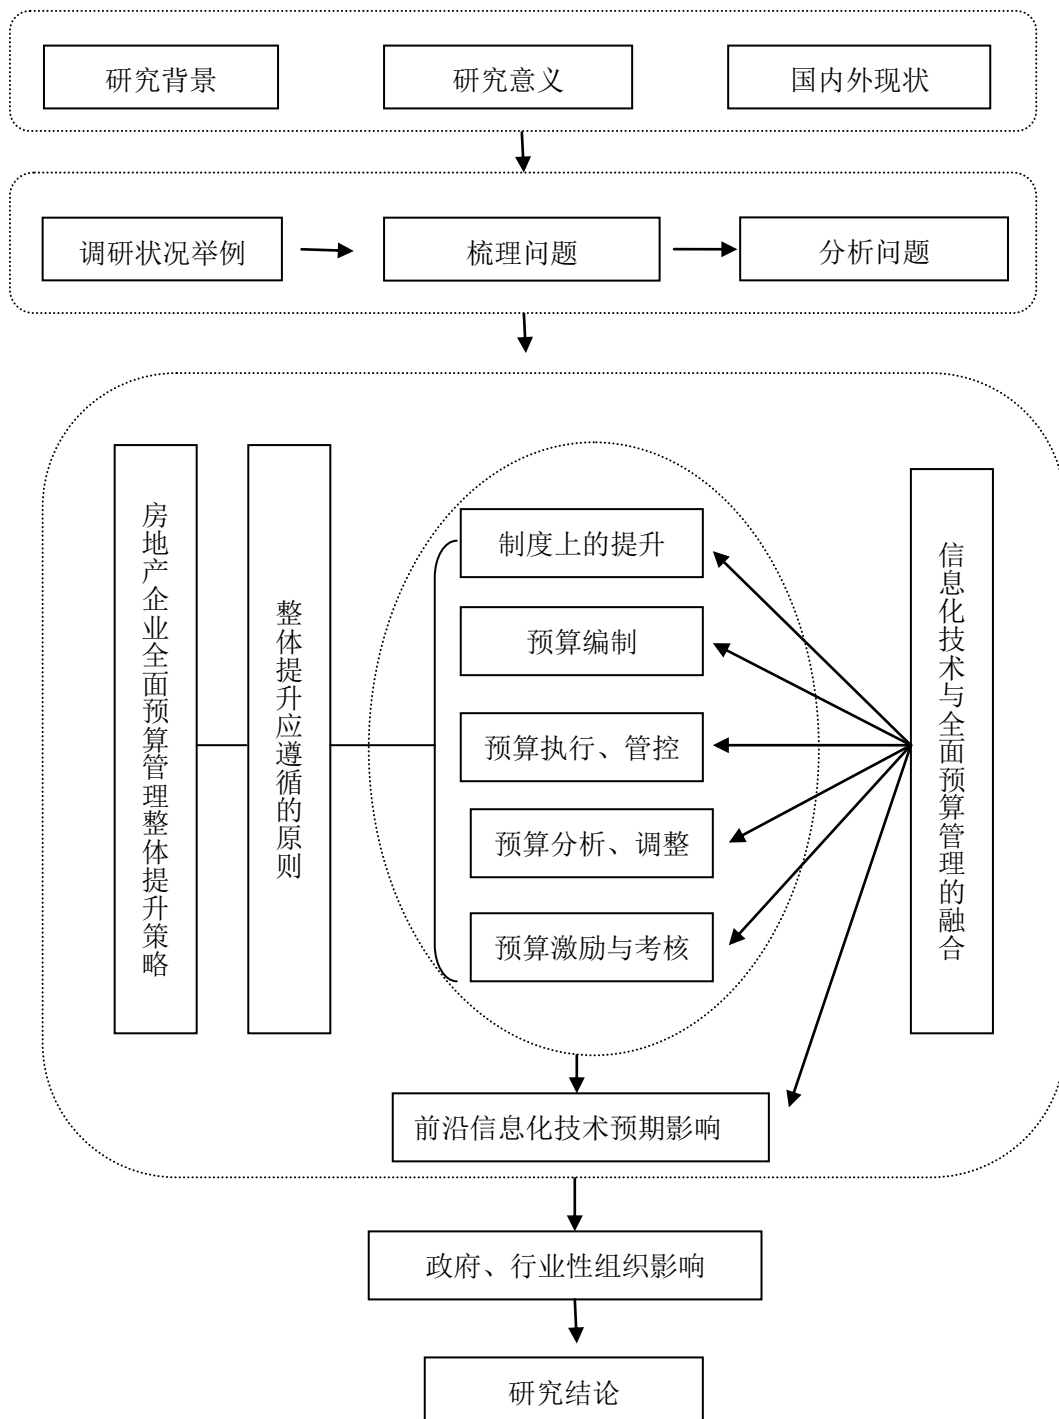 研究背景
研究意义
国内外现状
调研状况举例
梳理问题
分析问题
房地产企业全面预算管理整体提升策略
整体提升应遵循的原则
制度上的提升
预算编制
预算执行、管控
预算分析、调整
预算激励与考核
信息化技术与全面预算管理的融合
前沿信息化技术预期影响
政府、行业性组织影响
研究结论